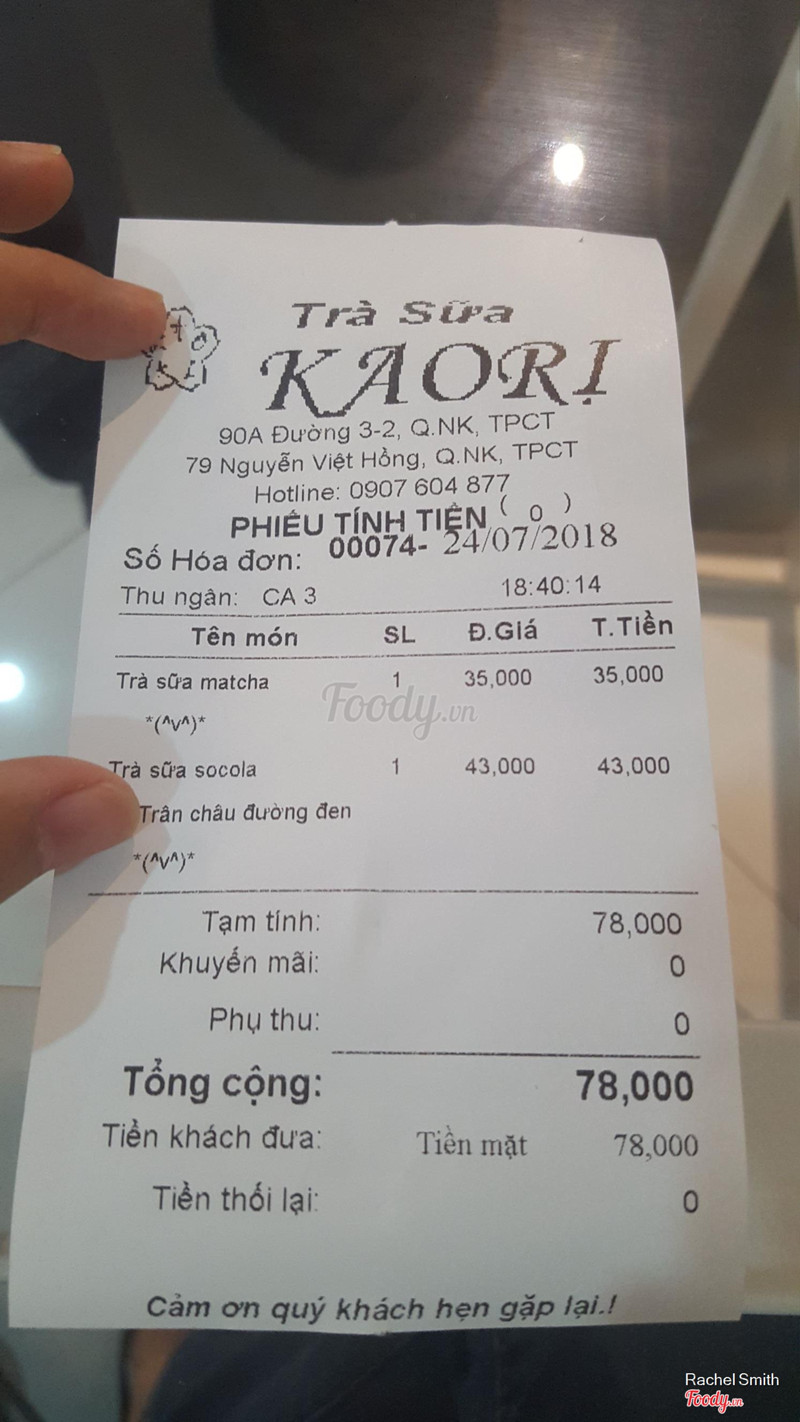 Trà Sữa
KAORI
90A Đường 3-2, Q.NK, TPCT
79 Nguyễn Việt Hồng, Q.NK, TPCT
Hotline: 0907 604 877
PHIẾU TÍNH TIỀN ( 0 )
Số Hóa đơn: 00074- 24/07/2018
Thu ngân: CA 3 18:40:14
Tên món SL Đ.Giá T.Tiền
Trà sữa matcha 1 35,000 35,000
Foody.vn
*(^v^)*
Trà sữa socola 1 43,000 43,000
Trân châu đường đen
*(^v^)*
Tạm tính: 78,000
Khuyến mãi: 0
Phụ thu: 0
Tổng cộng: 78,000
Tiền khách đưa: Tiền mặt 78,000
Tiền thối lại: 0
Cảm ơn quý khách hẹn gặp lại.!
Rachel Smith
Foody.vn